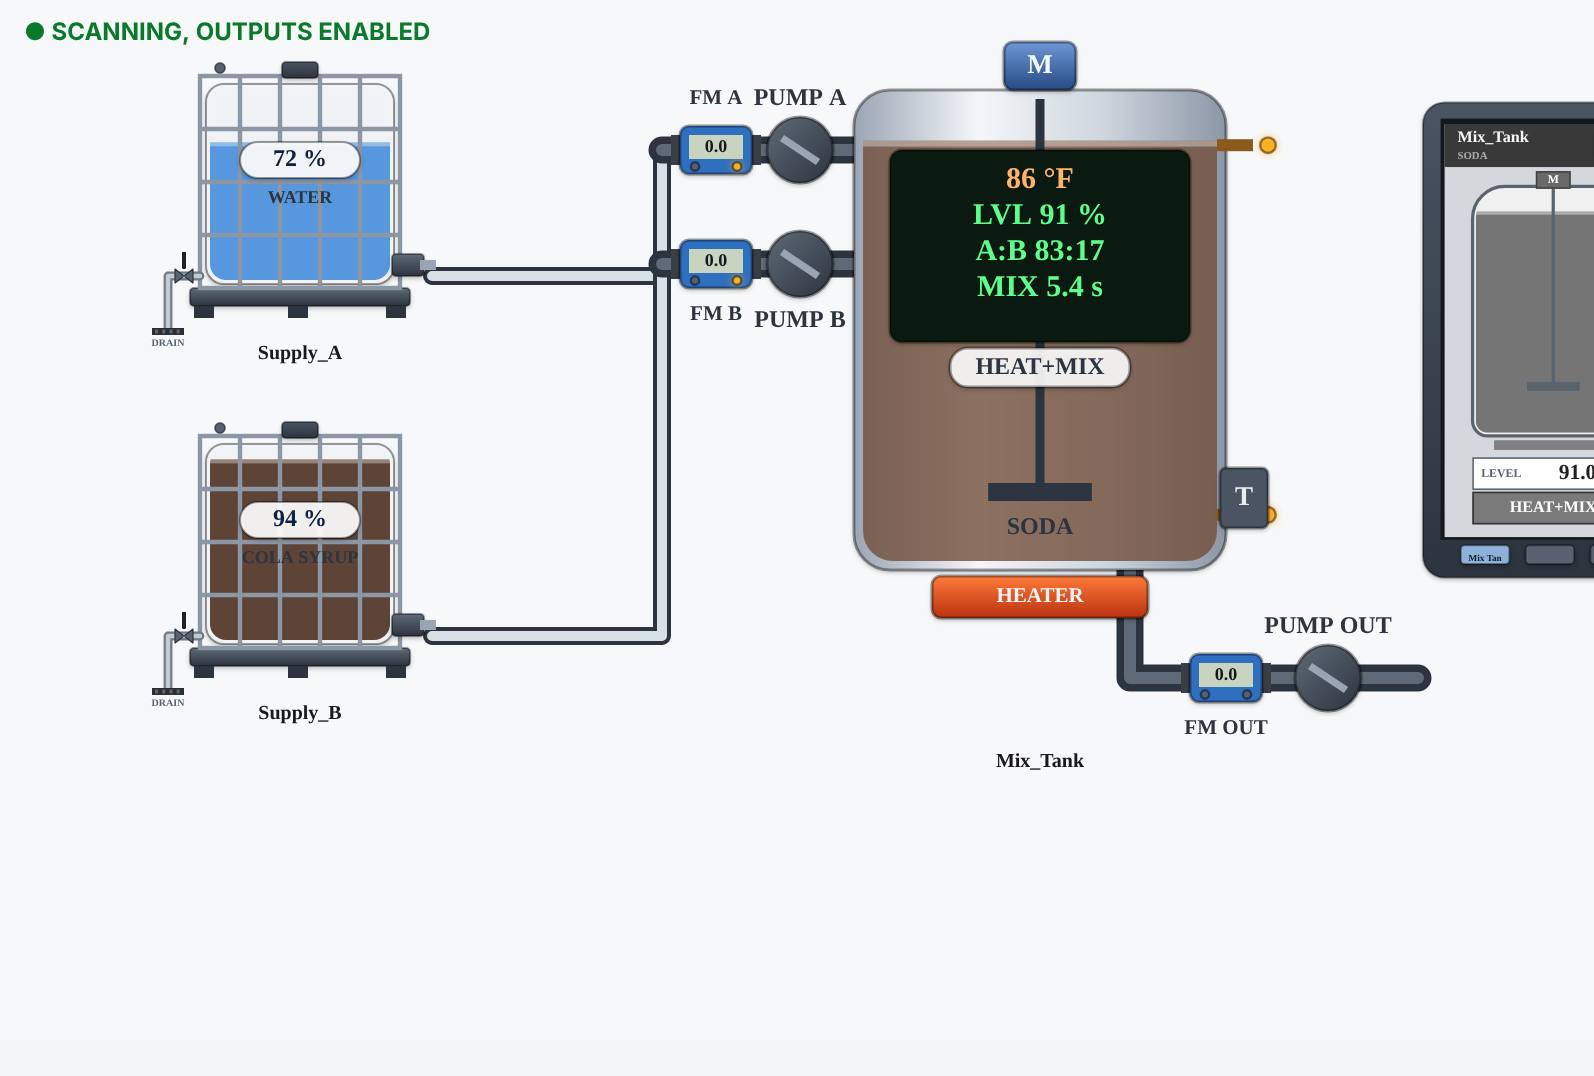 SCANNING, OUTPUTS ENABLED
M
FM A
PUMP A
0.0
72 %
WATER
DRAIN
Supply_A
0.0
FM B
PUMP B
86 °F
LVL 91 %
A:B 83:17
MIX 5.4 s
HEAT+MIX
SODA
T
HEATER
94 %
COLA SYRUP
DRAIN
Supply_B
PUMP OUT
0.0
FM OUT
Mix_Tank
Mix_Tank
SODA
M
LEVEL 91.0
HEAT+MIX
Mix Tan